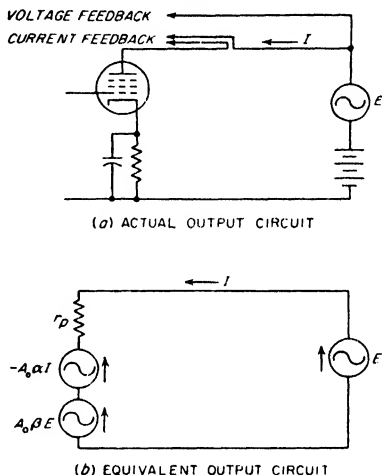 VOLTAGE FEEDBACK
CURRENT FEEDBACK
I
E
(a) ACTUAL OUTPUT CIRCUIT
I
rp
-A₀αI
E
A₀βE
(b) EQUIVALENT OUTPUT CIRCUIT